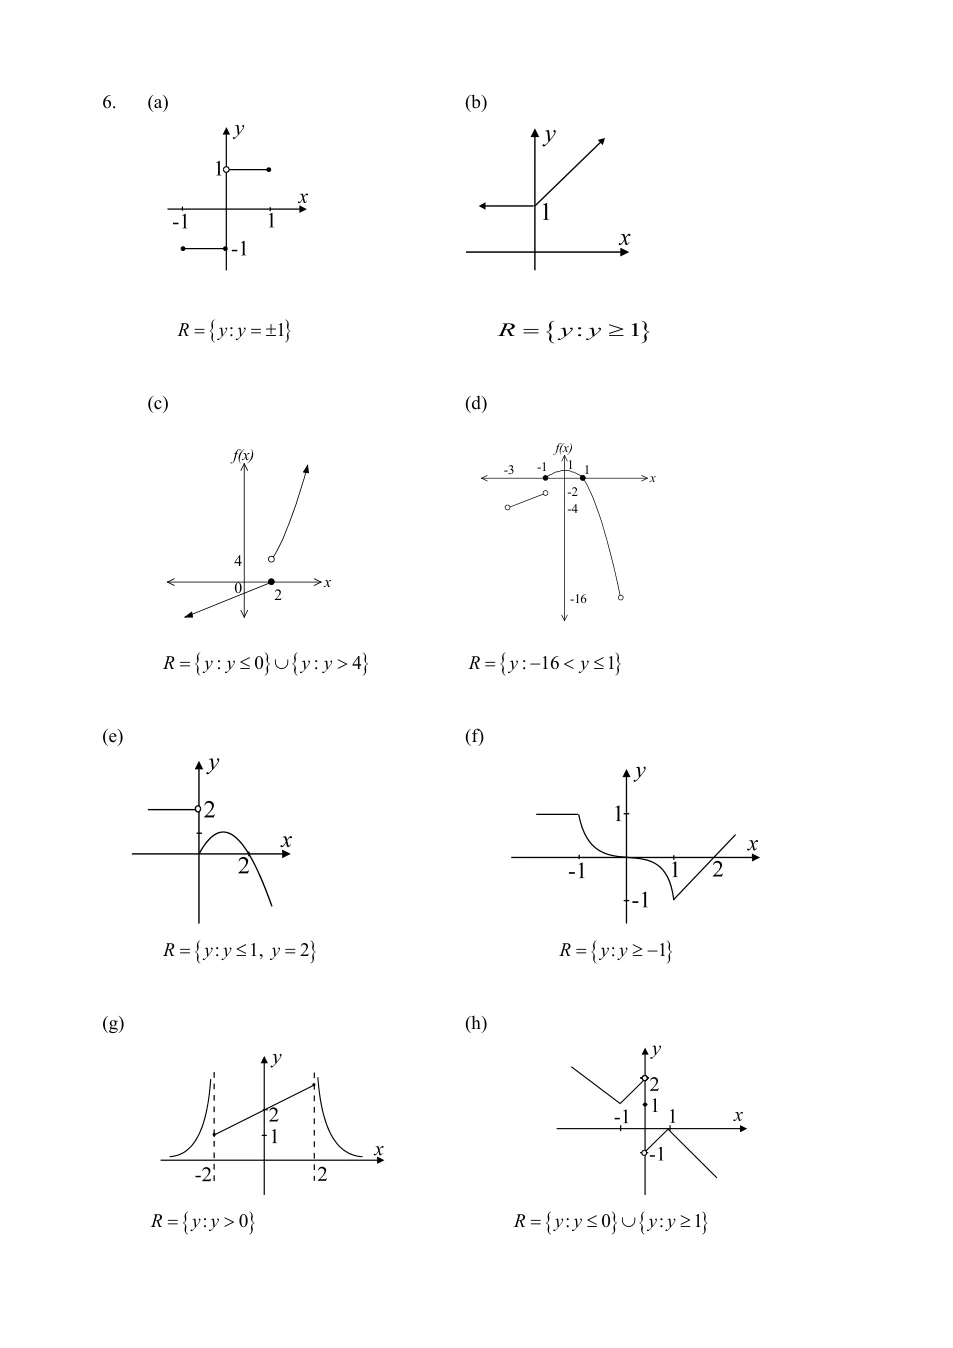 6. (a) (b)
y
1
x
-1 1
-1
y
1
x
R = {y : y = ±1} R = {y : y ≥ 1}
(c) (d)
f(x)
4
0
2
x
f(x)
-3 -1 1 1
x
-2
-4
-16
R = {y : y ≤ 0} ∪ {y : y > 4} R = {y : −16 < y ≤ 1}
(e) (f)
y
2
x
2
y
1
x
-1 1 2
-1
R = {y : y ≤ 1, y = 2} R = {y : y ≥ −1}
(g) (h)
y
2
1
x
-2 2
y
2
1
-1 1
x
-1
R = {y : y > 0} R = {y : y ≤ 0} ∪ {y : y ≥ 1}